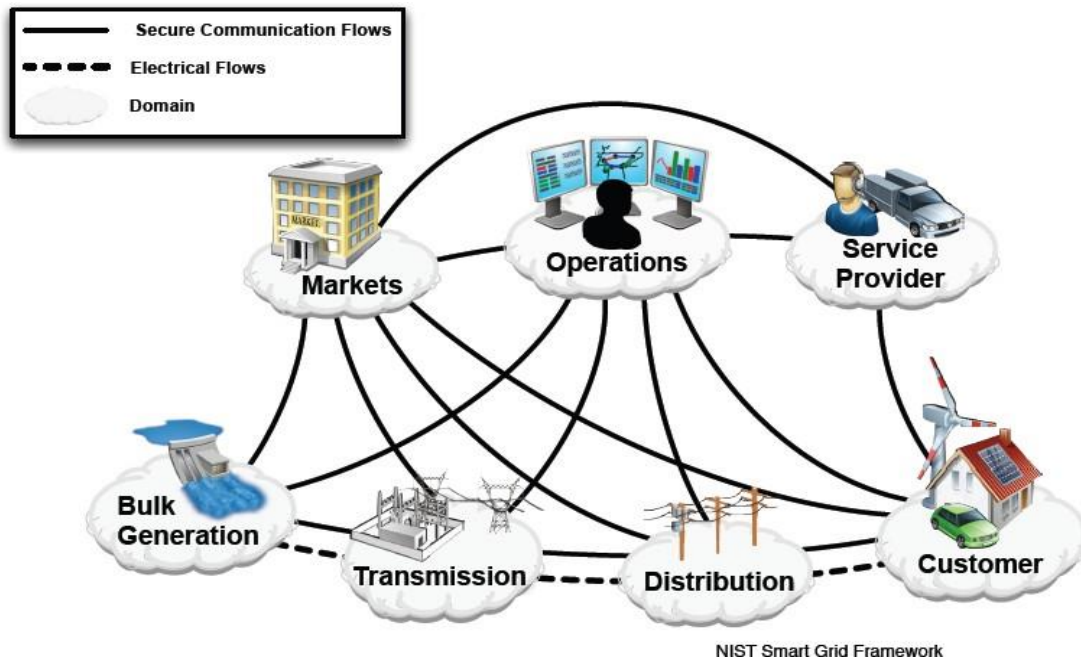 Secure Communication Flows
Electrical Flows
Domain
MARKET
Markets
Operations
Service
Provider
Bulk
Generation
Transmission
Distribution
Customer
NIST Smart Grid Framework